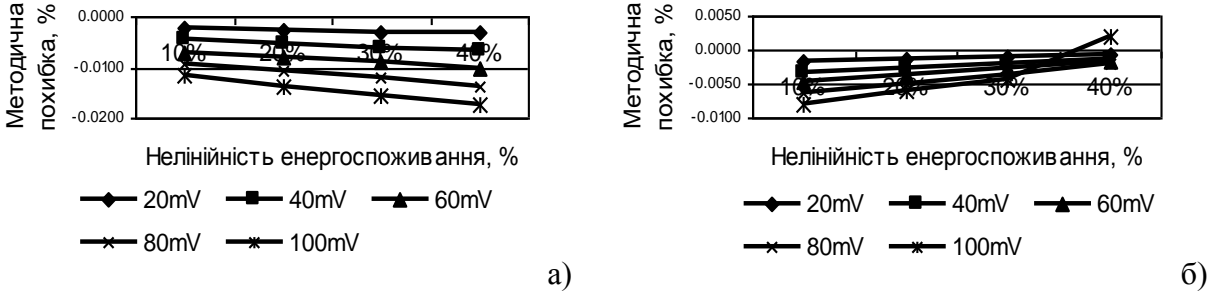 Методична
похибка, %
0.0000
-0.0100
-0.0200
10% 20% 30% 40%
Нелінійність енергоспоживання, %
20mV 40mV 60mV
80mV 100mV
а)
Методична
похибка, %
0.0050
0.0000
-0.0050
-0.0100
10% 20% 30% 40%
Нелінійність енергоспоживання, %
20mV 40mV 60mV
80mV 100mV
б)